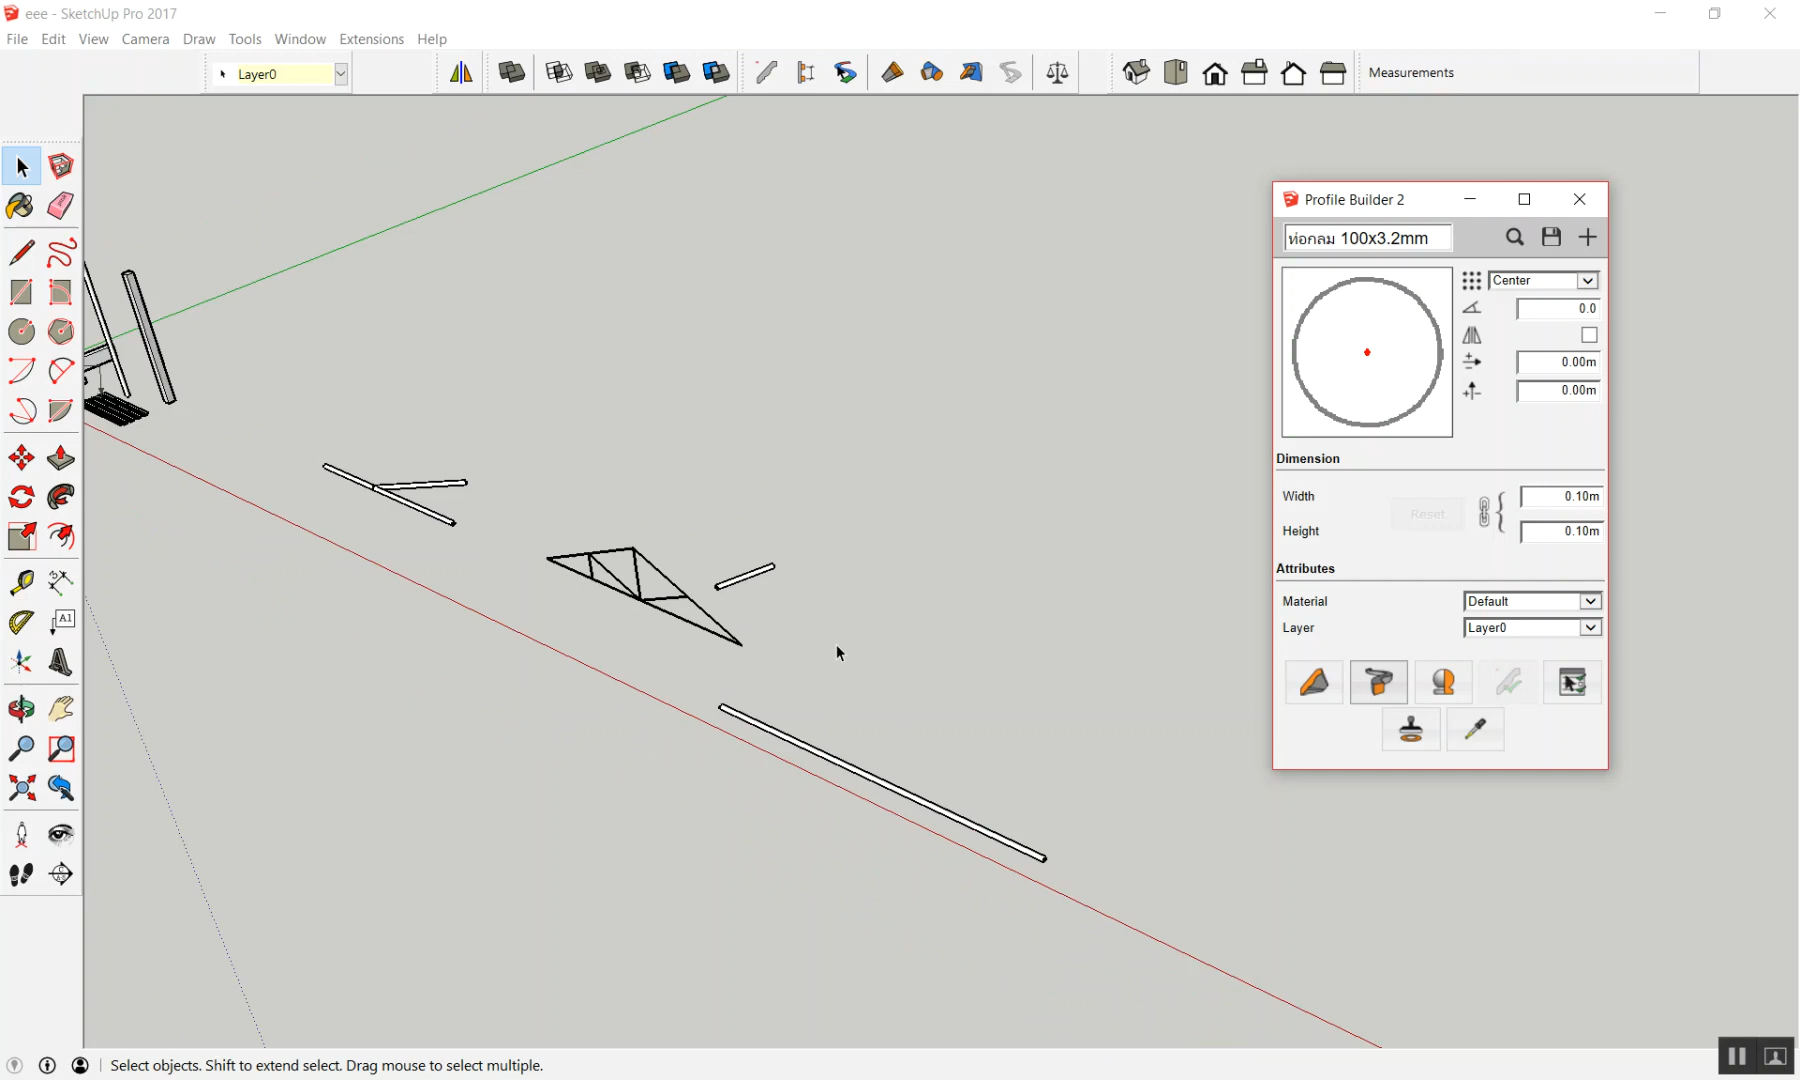 eee - SketchUp Pro 2017
File Edit View Camera Draw Tools Window Extensions Help
Layer0
Measurements
Profile Builder 2
ท่อกลม 100x3.2mm
Center
0.0
0.00m
0.00m
Dimension
Width 0.10m
Reset
Height 0.10m
Attributes
Material Default
Layer Layer0
A1
Select objects. Shift to extend select. Drag mouse to select multiple.